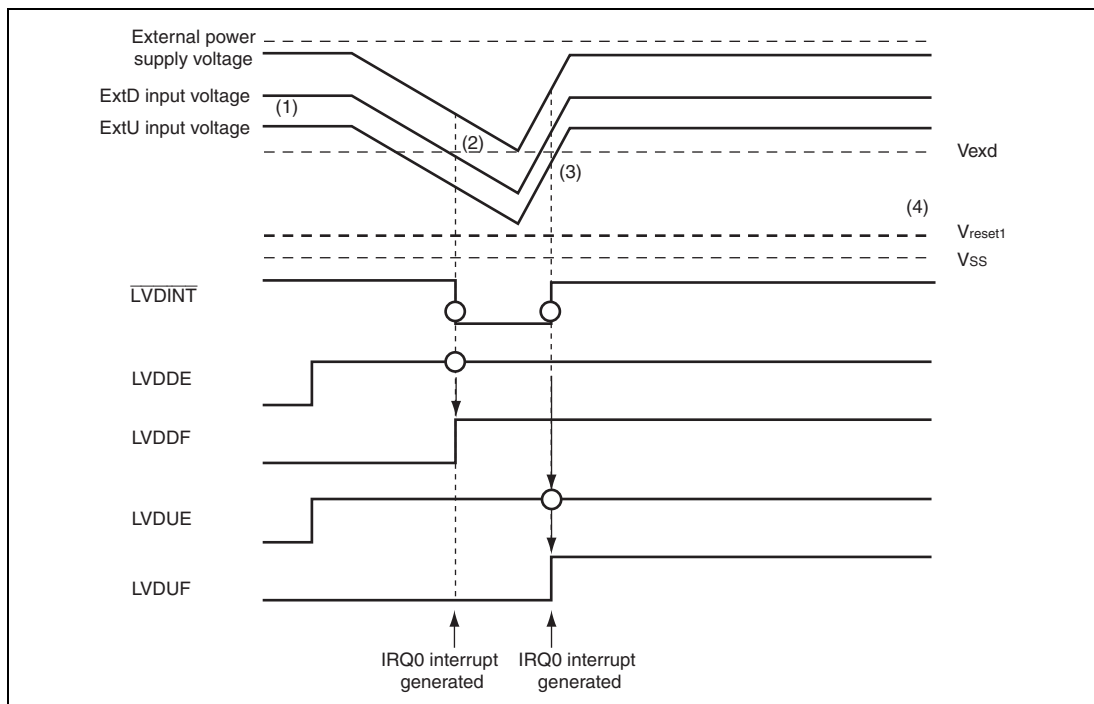 External power
supply voltage
ExtD input voltage
(1)
ExtU input voltage
(2)
Vexd
(3)
(4)
Vreset1
VSS
LVDINT
LVDDE
LVDDF
LVDUE
LVDUF
IRQ0 interrupt
generated
IRQ0 interrupt
generated